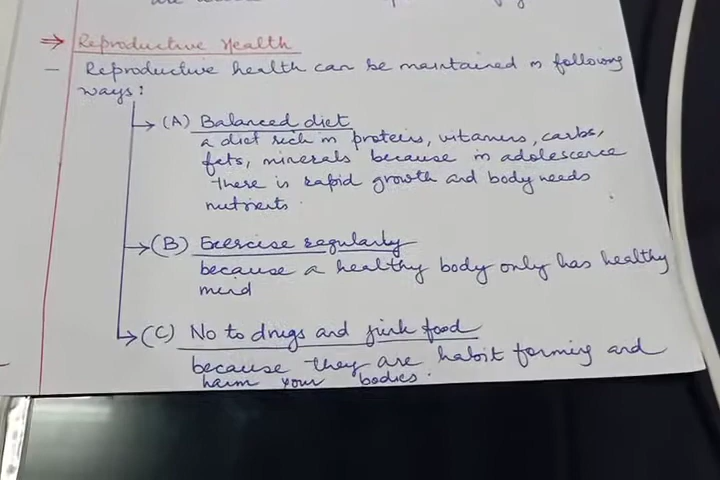 ⇒ Reproductive Health
– Reproductive health can be maintained in following
ways:
→ (A) Balanced diet
a diet rich in proteins, vitamins, carbs,
fats, minerals because in adolescence
there is rapid growth and body needs
nutrients.
→ (B) Exercise regularly
because a healthy body only has healthy
mind
→ (C) No to drugs and junk food
because they are habit forming and
harm your bodies.